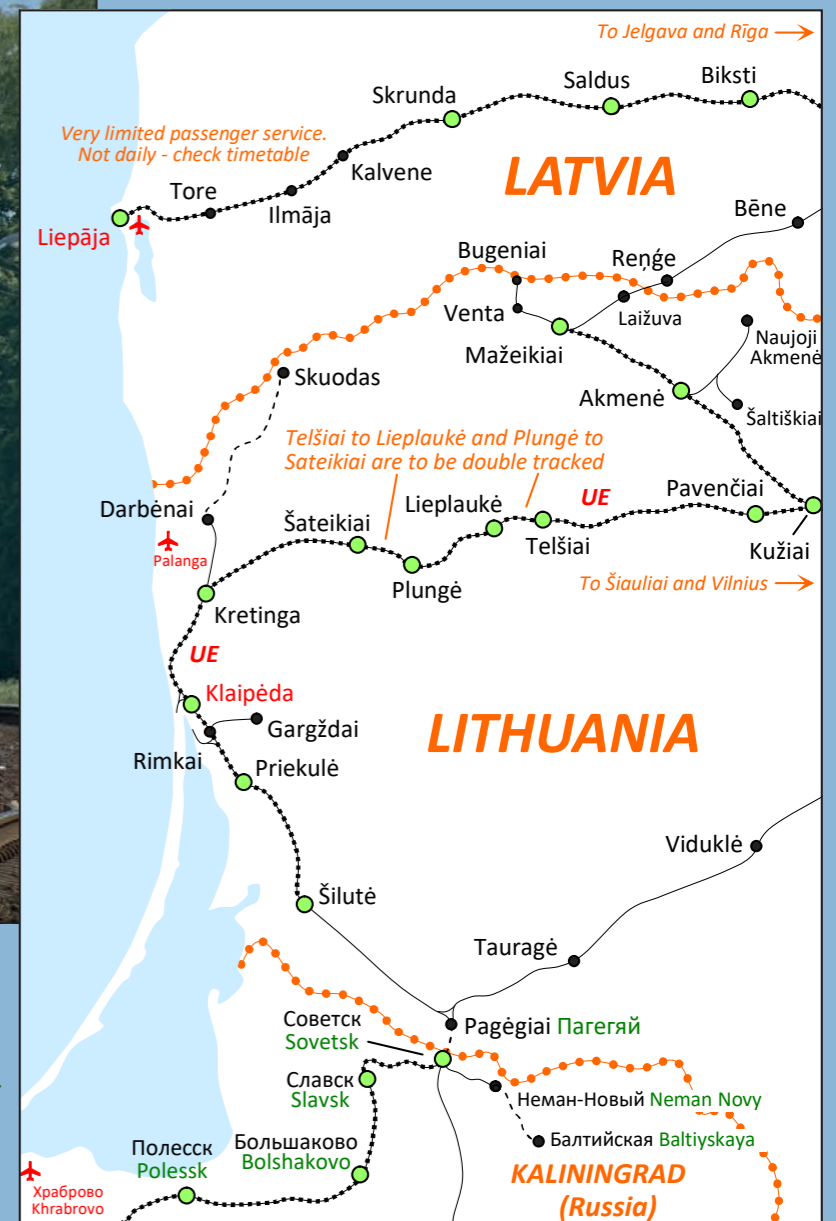 To Jelgava and Rīga
Biksti
Saldus
Skrunda
Very limited passenger service.
Not daily - check timetable
Kalvene
LATVIA
Tore
Ilmāja
Liepāja
Bēne
Bugeniai
Reņģe
Venta
Laižuva
Mažeikiai
Naujoji
Akmenė
Skuodas
Akmenė
Šaltiškiai
Telšiai to Lieplaukė and Plungė to
Sateikiai are to be double tracked
UE
Pavenčiai
Lieplaukė
Darbėnai
Šateikiai
Telšiai
Kužiai
Palanga
Plungė
To Šiauliai and Vilnius
Kretinga
UE
Klaipėda
Gargždai
LITHUANIA
Rimkai
Priekulė
Viduklė
Šilutė
Tauragė
Советск
Sovetsk
Pagėgiai Пагегяй
Славск
Slavsk
Неман-Новый Neman Novy
Полесск
Polessk
Большаково
Bolshakovo
Балтийская Baltiyskaya
KALININGRAD
(Russia)
Храброво
Khrabrovo